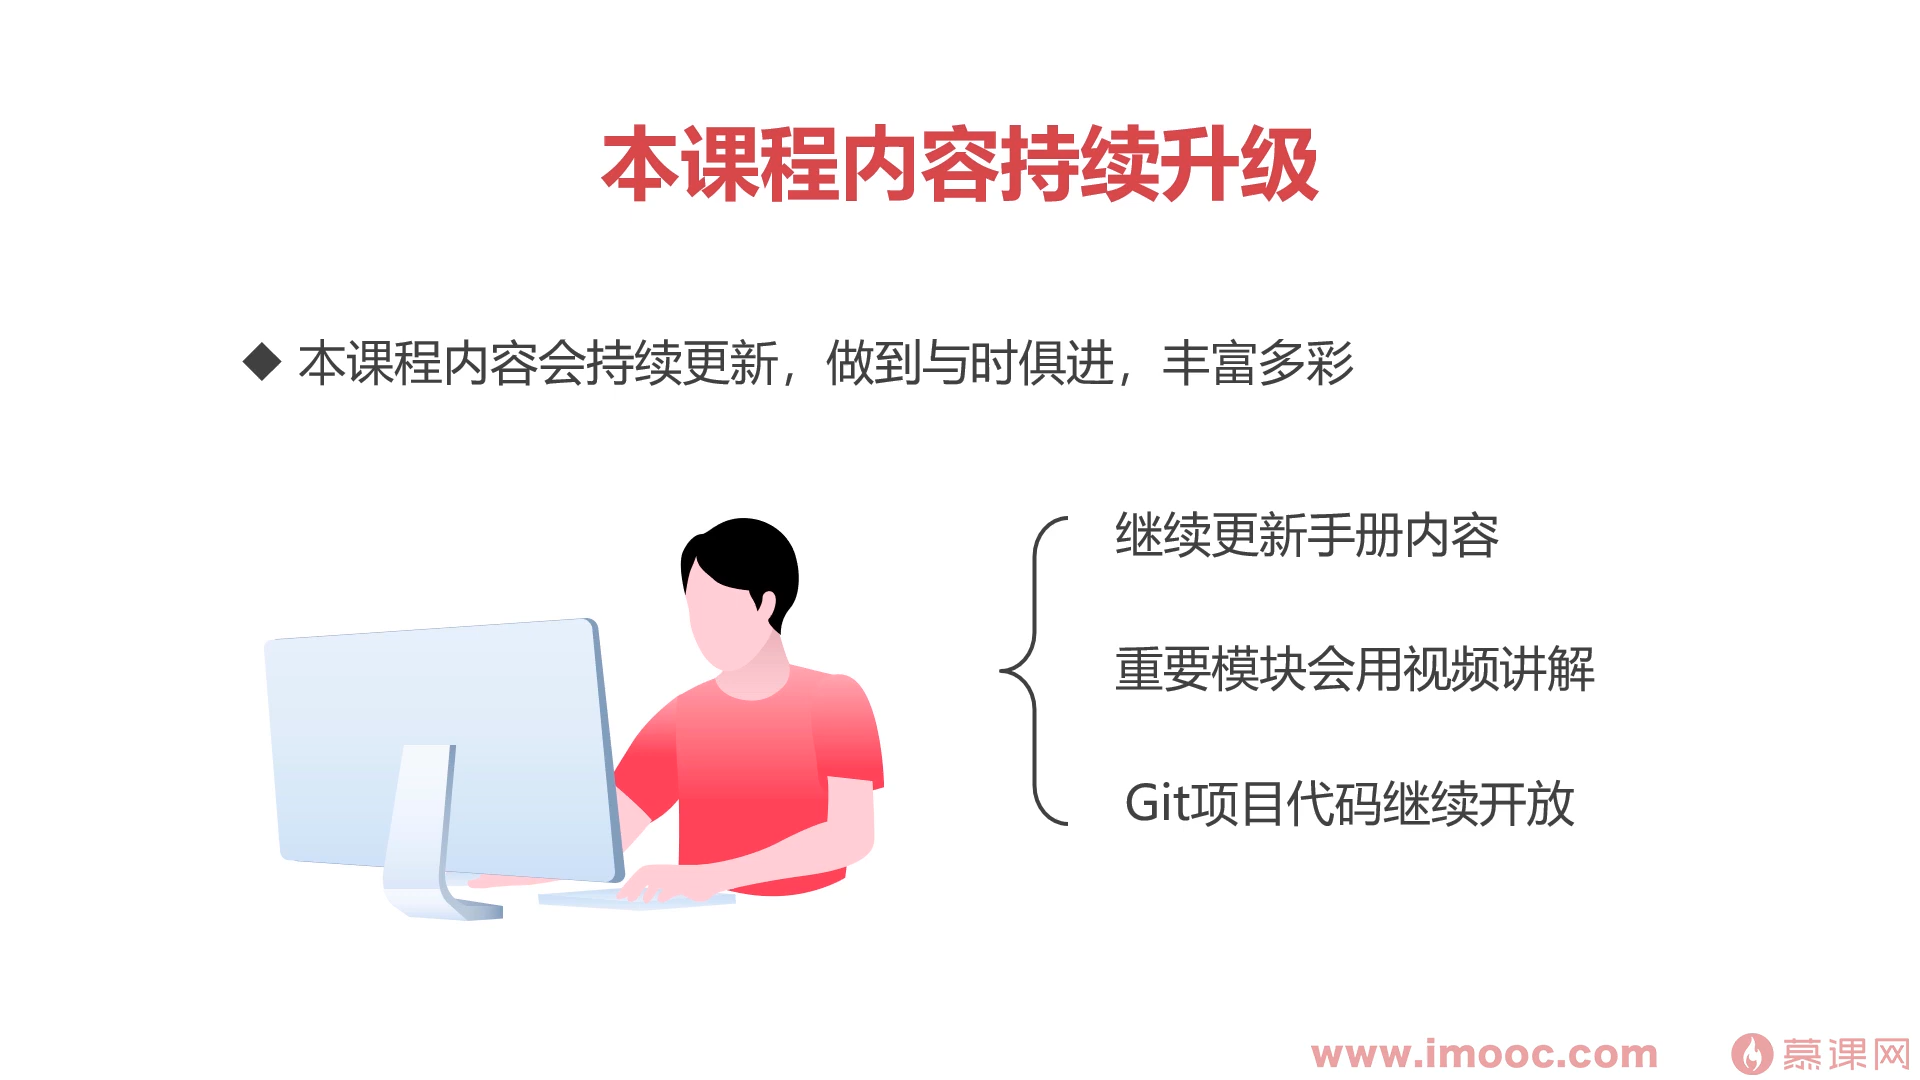 本课程内容持续升级
◆ 本课程内容会持续更新，做到与时俱进，丰富多彩
继续更新手册内容
重要模块会用视频讲解
Git项目代码继续开放
www.imooc.com 慕课网